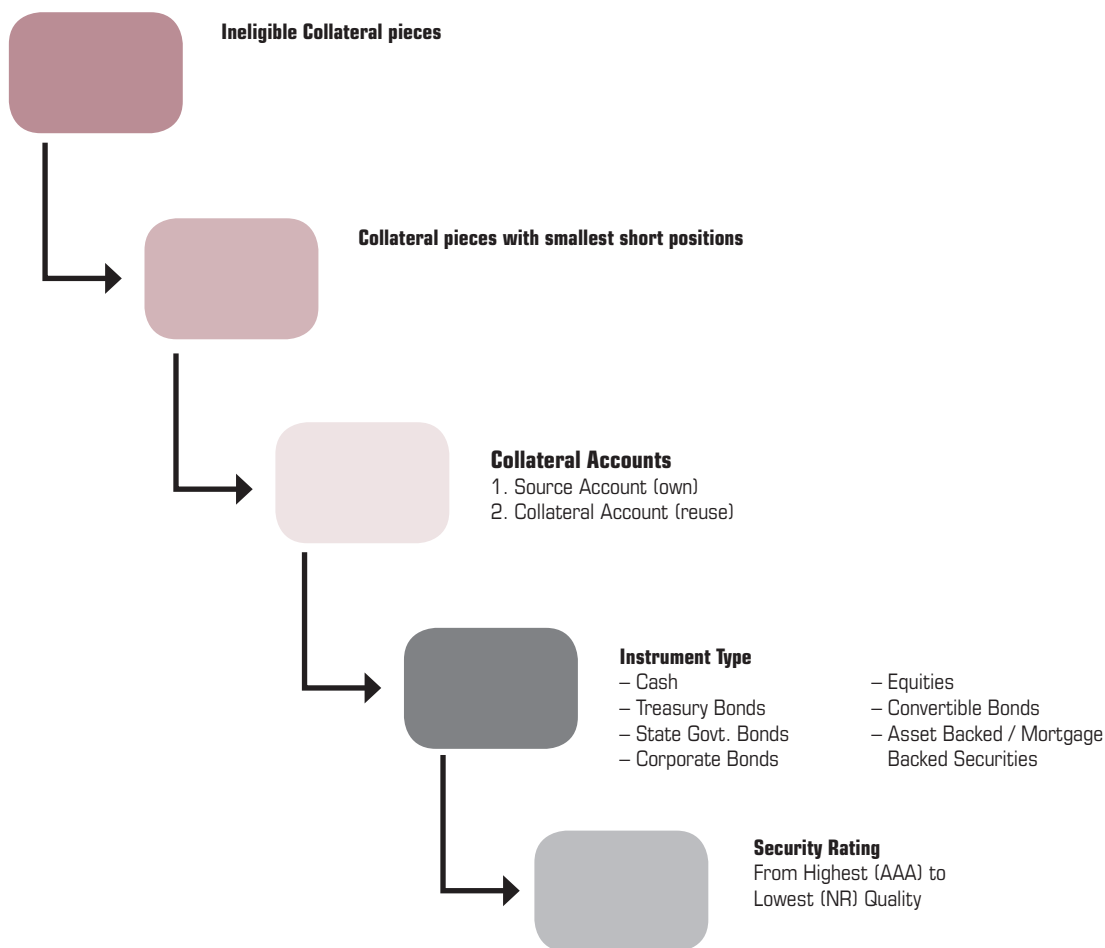 Ineligible Collateral pieces
Collateral pieces with smallest short positions
Collateral Accounts
1. Source Account (own)
2. Collateral Account (reuse)
Instrument Type
– Cash
– Treasury Bonds
– State Govt. Bonds
– Corporate Bonds
– Equities
– Convertible Bonds
– Asset Backed / Mortgage
Backed Securities
Security Rating
From Highest (AAA) to
Lowest (NR) Quality